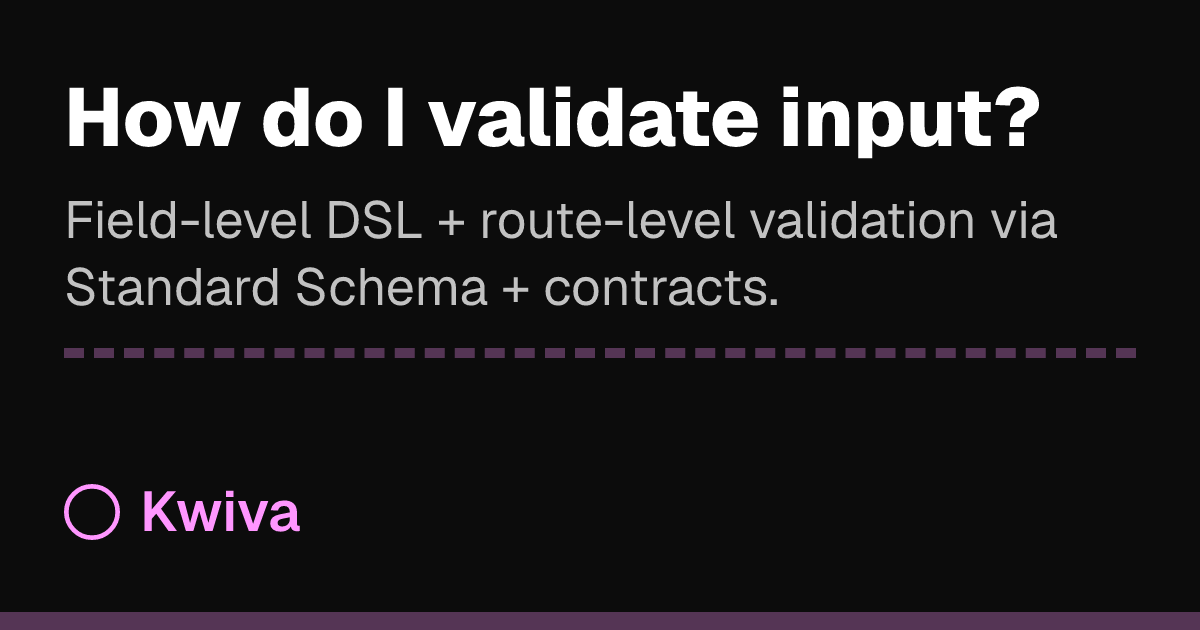 How do I validate input?
Field-level DSL + route-level validation via
Standard Schema + contracts.
Kwiva